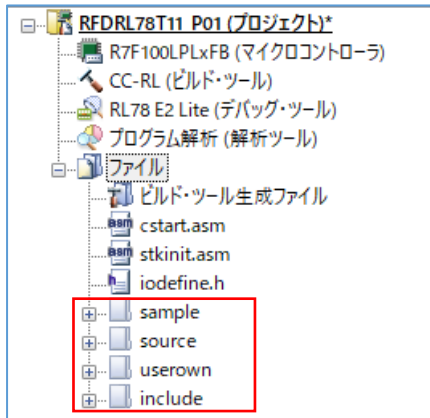 RFDRL78T11_P01 (プロジェクト)*
R7F100LPLxFB (マイクロコントローラ)
CC-RL (ビルド・ツール)
RL78 E2 Lite (デバッグ・ツール)
プログラム解析 (解析ツール)
ファイル
ビルド・ツール生成ファイル
asm cstart.asm
asm stkinit.asm
iodefine.h
sample
source
userown
include